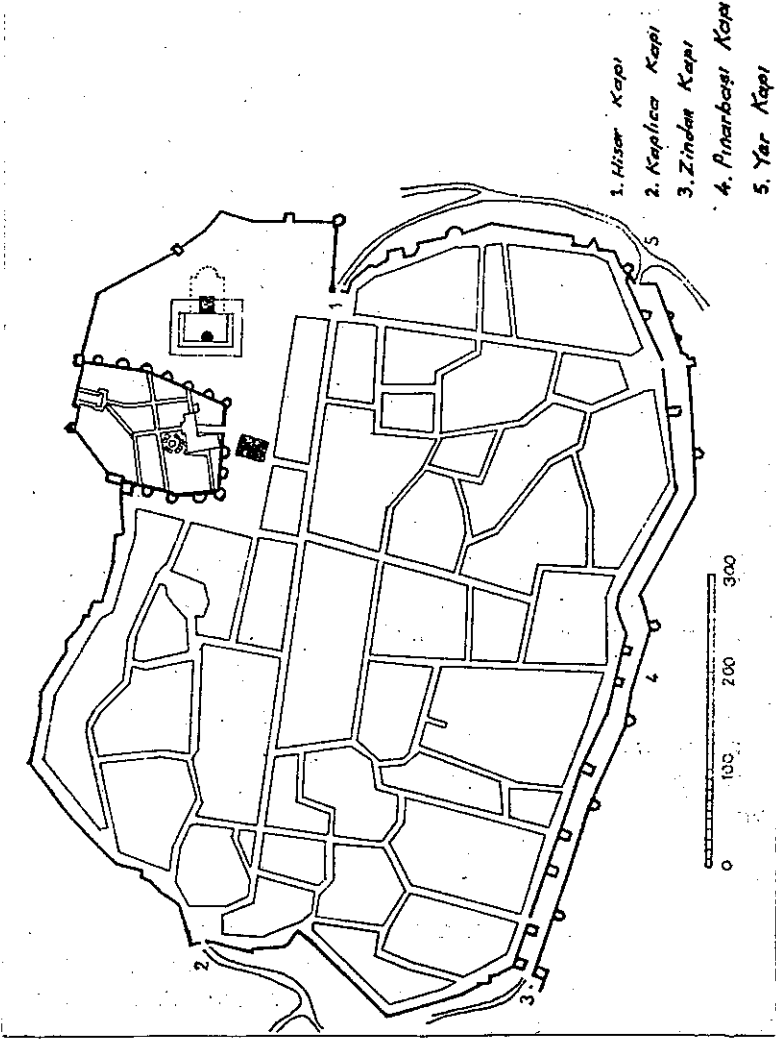 1. Hisar Kapı
2. Kaplıca Kapı
3. Zindan Kapı
4. Pınarbaşı Kapı
5. Yer Kapı
1
2
3
4
5
0 100 200 300